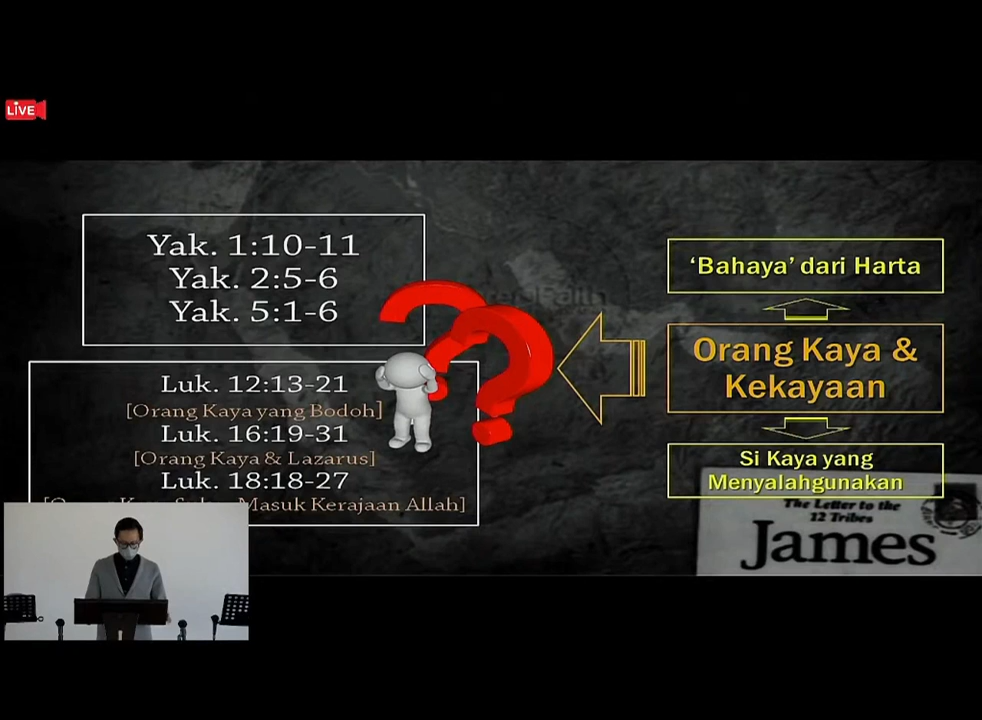 LIVE
Yak. 1:10-11
Yak. 2:5-6
Yak. 5:1-6
Luk. 12:13-21
[Orang Kaya yang Bodoh]
Luk. 16:19-31
[Orang Kaya & Lazarus]
Luk. 18:18-27
Masuk Kerajaan Allah]
'Bahaya' dari Harta
Orang Kaya &
Kekayaan
Si Kaya yang
Menyalahgunakan
The Letter to the
12 Tribes
James